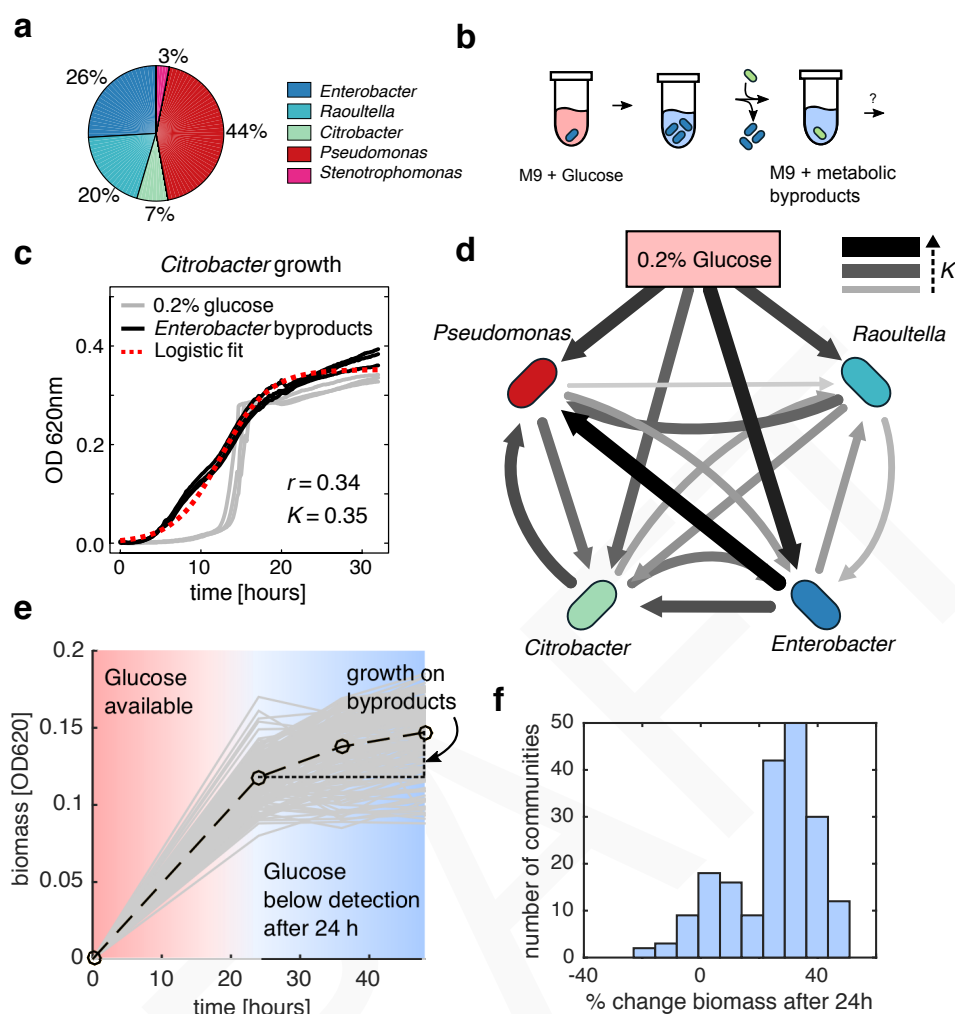 a
3%
26%
44%
20%
7%
Enterobacter
Raoultella
Citrobacter
Pseudomonas
Stenotrophomonas
b
?
M9 + Glucose
M9 + metabolic
byproducts
c
Citrobacter growth
0.2% glucose
Enterobacter byproducts
Logistic fit
OD 620nm
0.4
0.2
0.0
r = 0.34
K = 0.35
0
10
20
30
time [hours]
d
0.2% Glucose
K
Pseudomonas
Raoultella
Citrobacter
Enterobacter
e
biomass [OD620]
0.2
0.15
0.1
0.05
0
Glucose
available
growth on
byproducts
Glucose
below detection
after 24 h
0
10
20
30
40
time [hours]
f
number of communities
50
40
30
20
10
0
-40
0
40
% change biomass after 24h